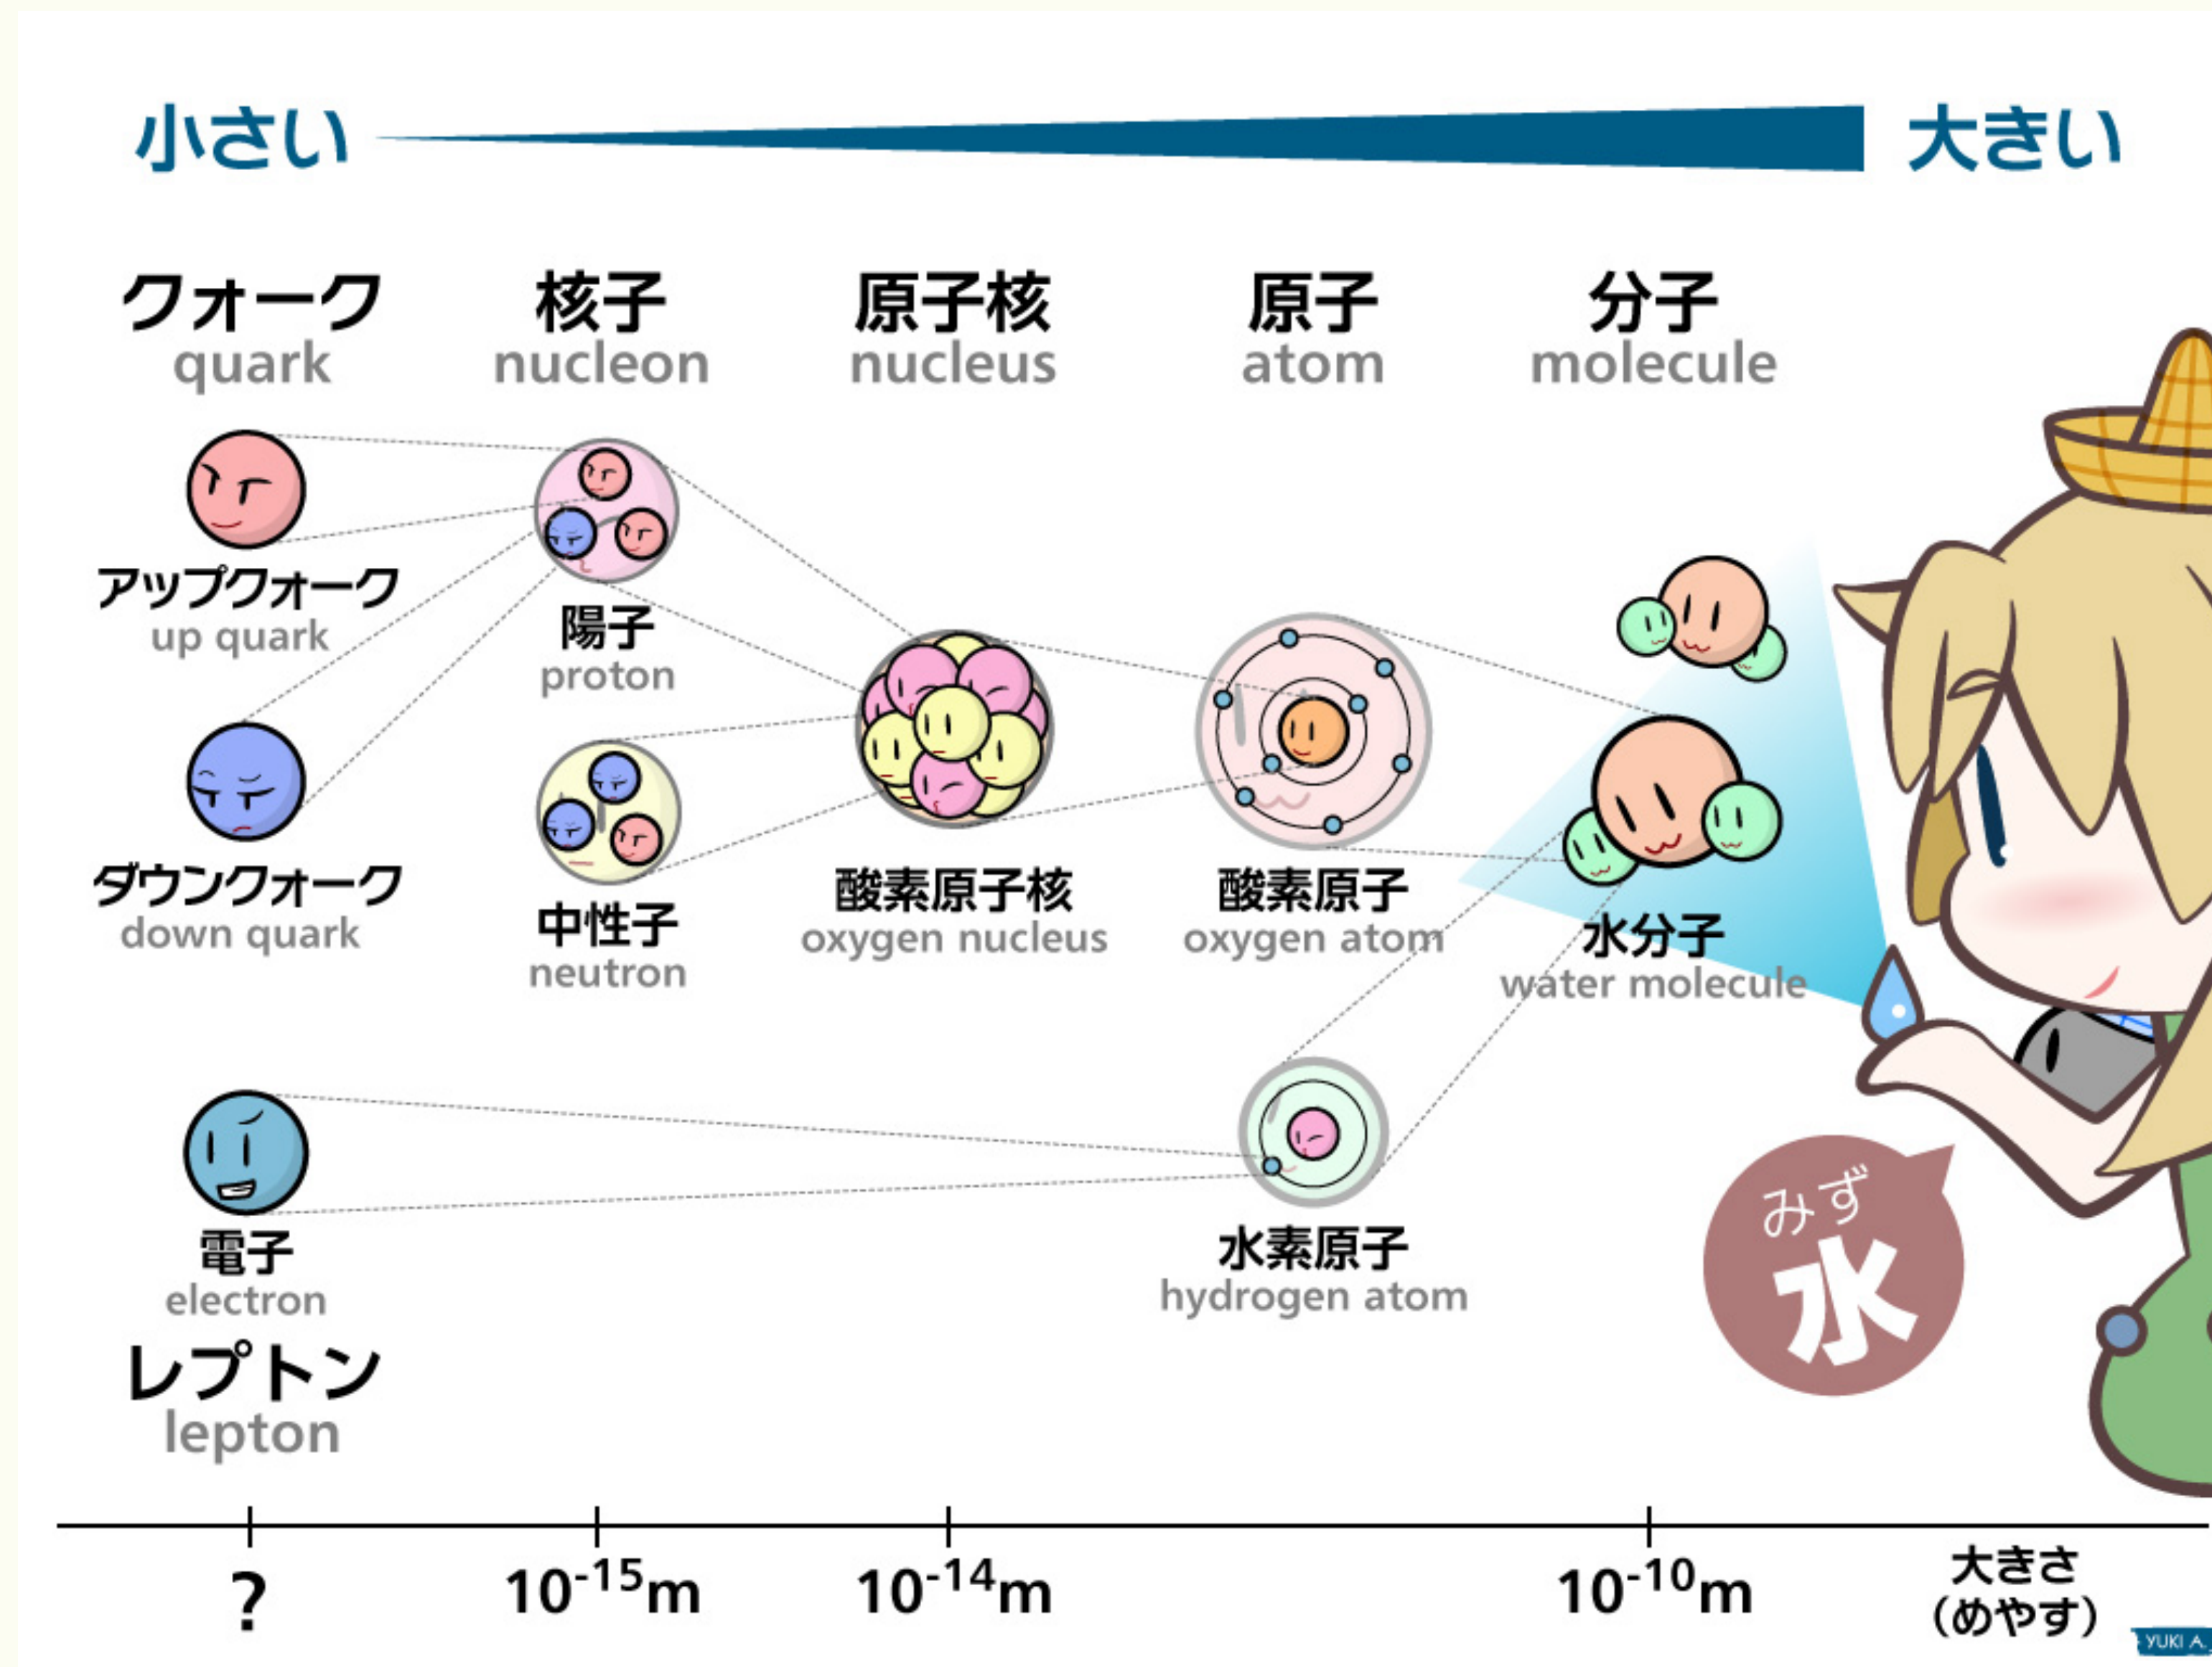 小さい
大きい
クォーク
quark
核子
nucleon
原子核
nucleus
原子
atom
分子
molecule
アップクォーク
up quark
陽子
proton
ダウンクォーク
down quark
中性子
neutron
酸素原子核
oxygen nucleus
酸素原子
oxygen atom
水分子
water molecule
みず
水
電子
electron
水素原子
hydrogen atom
レプトン
lepton
?
10⁻¹⁵m
10⁻¹⁴m
10⁻¹⁰m
大きさ
(めやす)
YUKI A.